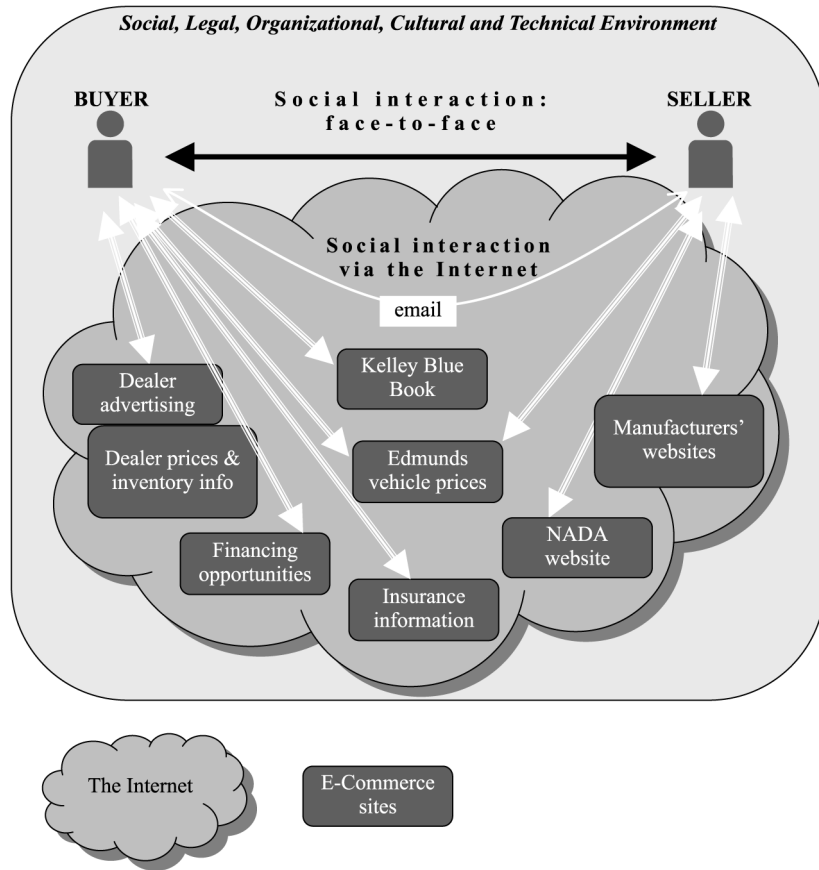 Social, Legal, Organizational, Cultural and Technical Environment
BUYER
Social interaction:
face-to-face
SELLER
Social interaction
via the Internet
email
Kelley Blue
Book
Dealer
advertising
Manufacturers’
websites
Dealer prices &
inventory info
Edmunds
vehicle prices
NADA
website
Financing
opportunities
Insurance
information
The Internet
E-Commerce
sites